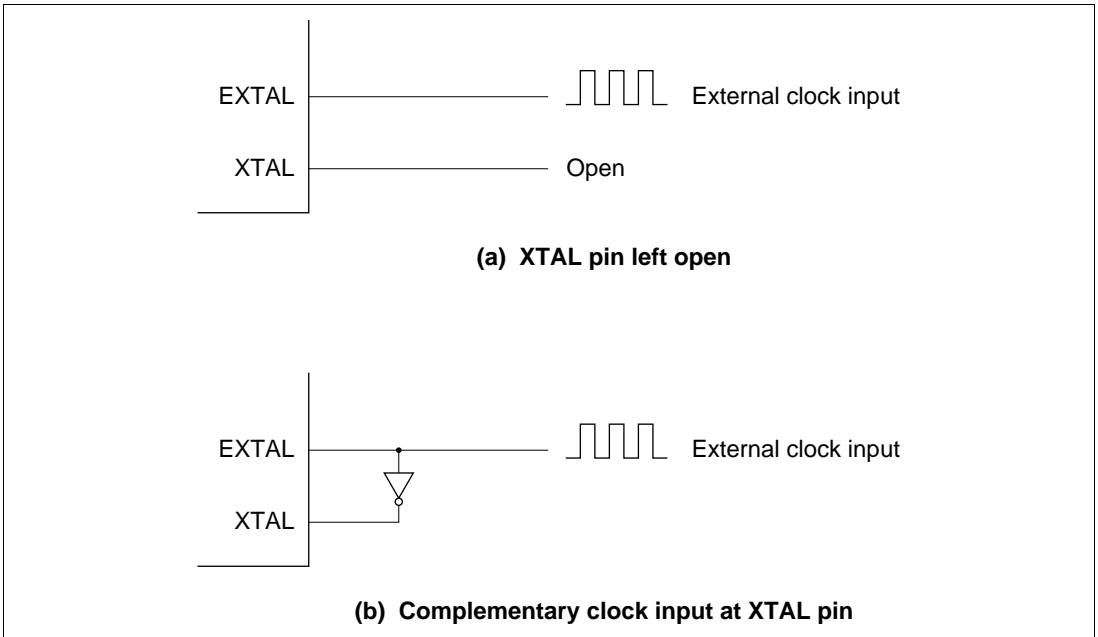 EXTAL
External clock input
XTAL
Open
(a) XTAL pin left open
EXTAL
External clock input
XTAL
(b) Complementary clock input at XTAL pin